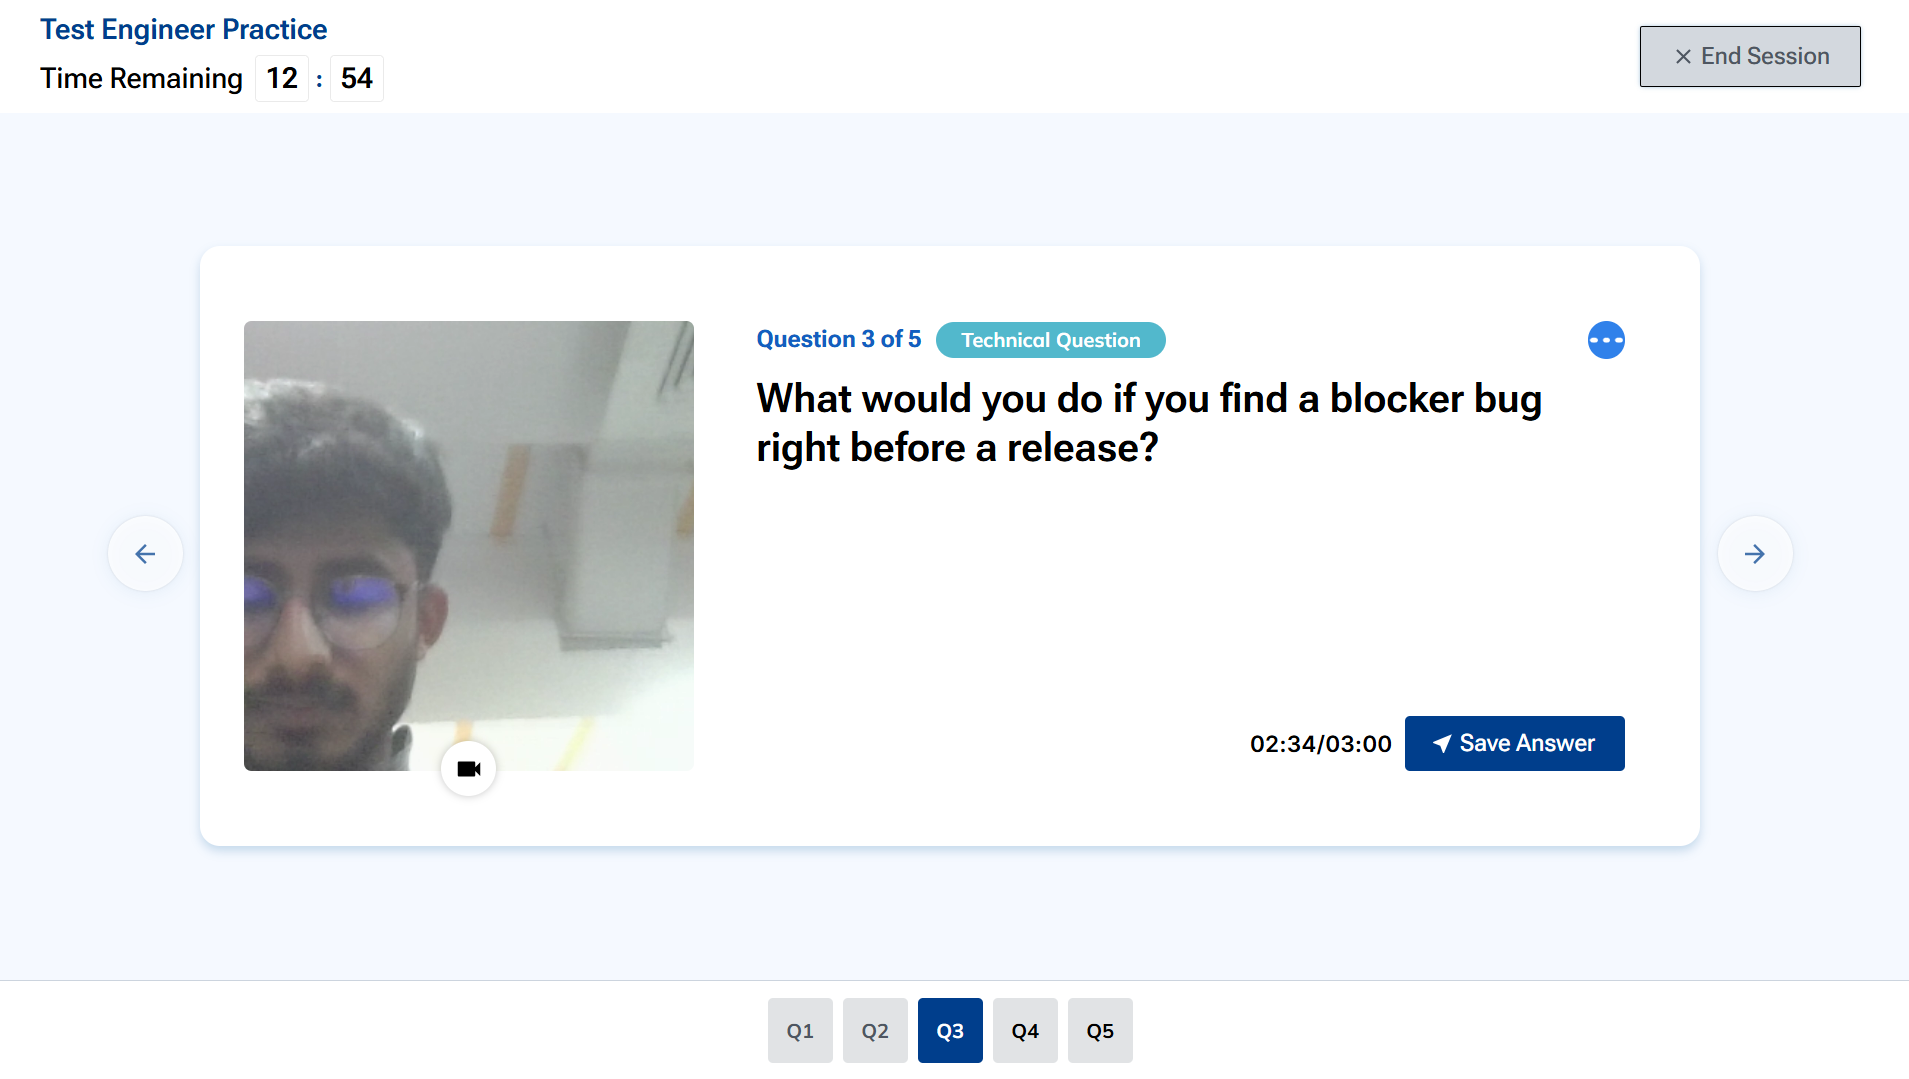 Test Engineer Practice
Time Remaining 12 : 54
End Session
Question 3 of 5 Technical Question
What would you do if you find a blocker bug
right before a release?
02:34/03:00 Save Answer
Q1 Q2 Q3 Q4 Q5